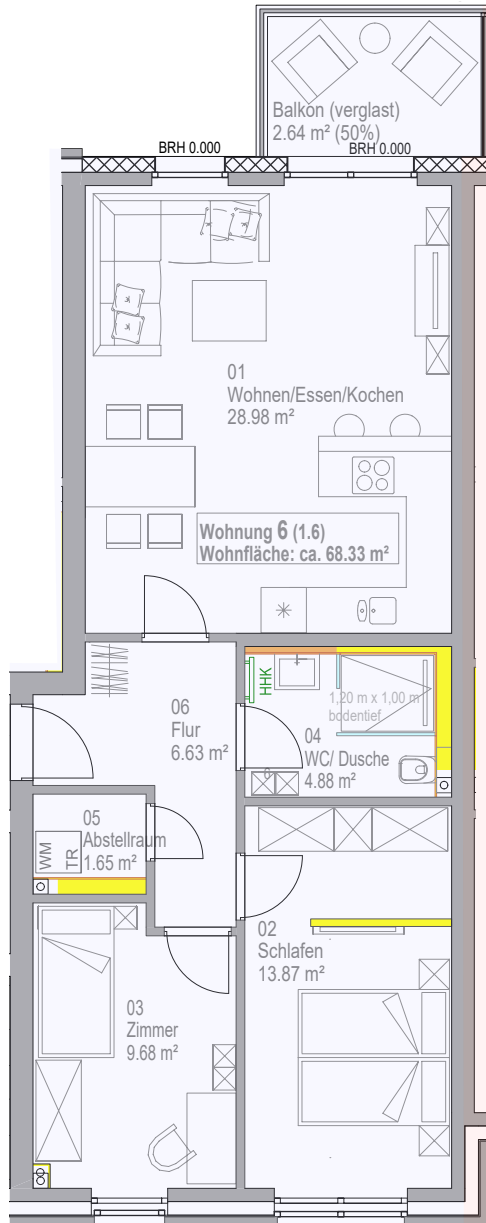 Balkon (verglast)
2.64 m² (50%)
BRH 0.000
BRH 0.000
01
Wohnen/Essen/Kochen
28.98 m²
Wohnung 6 (1.6)
Wohnfläche: ca. 68.33 m²
HHK
1,20 m x 1,00 m
bodentief
06
Flur
6.63 m²
04
WC/ Dusche
4.88 m²
05
Abstellraum
1.65 m²
WM
TR
02
Schlafen
13.87 m²
03
Zimmer
9.68 m²